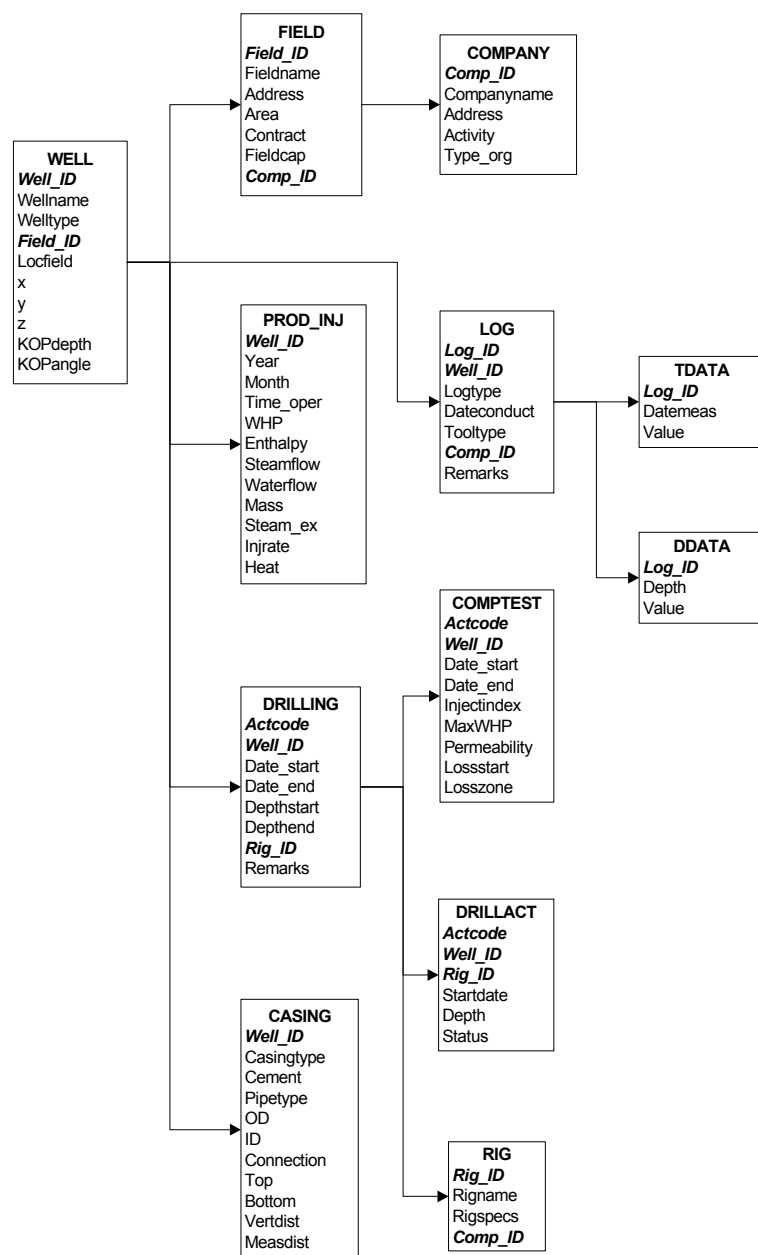 FIELD
Field_ID
Fieldname
Address
Area
Contract
Fieldcap
Comp_ID
COMPANY
Comp_ID
Companyname
Address
Activity
Type_org
WELL
Well_ID
Wellname
Welltype
Field_ID
Locfield
x
y
z
KOPdepth
KOPangle
PROD_INJ
Well_ID
Year
Month
Time_oper
WHP
Enthalpy
Steamflow
Waterflow
Mass
Steam_ex
Injrate
Heat
LOG
Log_ID
Well_ID
Logtype
Dateconduct
Tooltype
Comp_ID
Remarks
TDATA
Log_ID
Datemeas
Value
DDATA
Log_ID
Depth
Value
COMPTEST
Actcode
Well_ID
Date_start
Date_end
Injectindex
MaxWHP
Permeability
Lossstart
Losszone
DRILLING
Actcode
Well_ID
Date_start
Date_end
Depthstart
Depthend
Rig_ID
Remarks
DRILLACT
Actcode
Well_ID
Rig_ID
Startdate
Depth
Status
CASING
Well_ID
Casingtype
Cement
Pipetype
OD
ID
Connection
Top
Bottom
Vertdist
Measdist
RIG
Rig_ID
Rigname
Rigspecs
Comp_ID